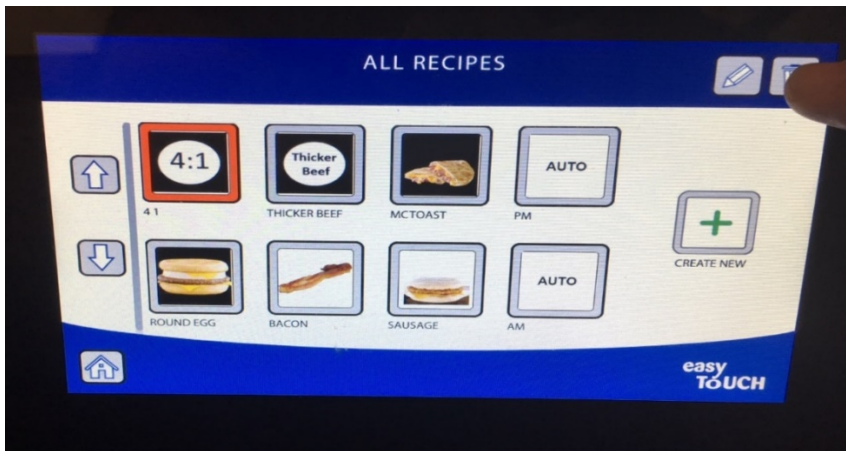 ALL RECIPES
4:1
Thicker
Beef
AUTO
4 1
THICKER BEEF
MCTOAST
PM
AUTO
CREATE NEW
ROUND EGG
BACON
SAUSAGE
AM
easy
TOUCH